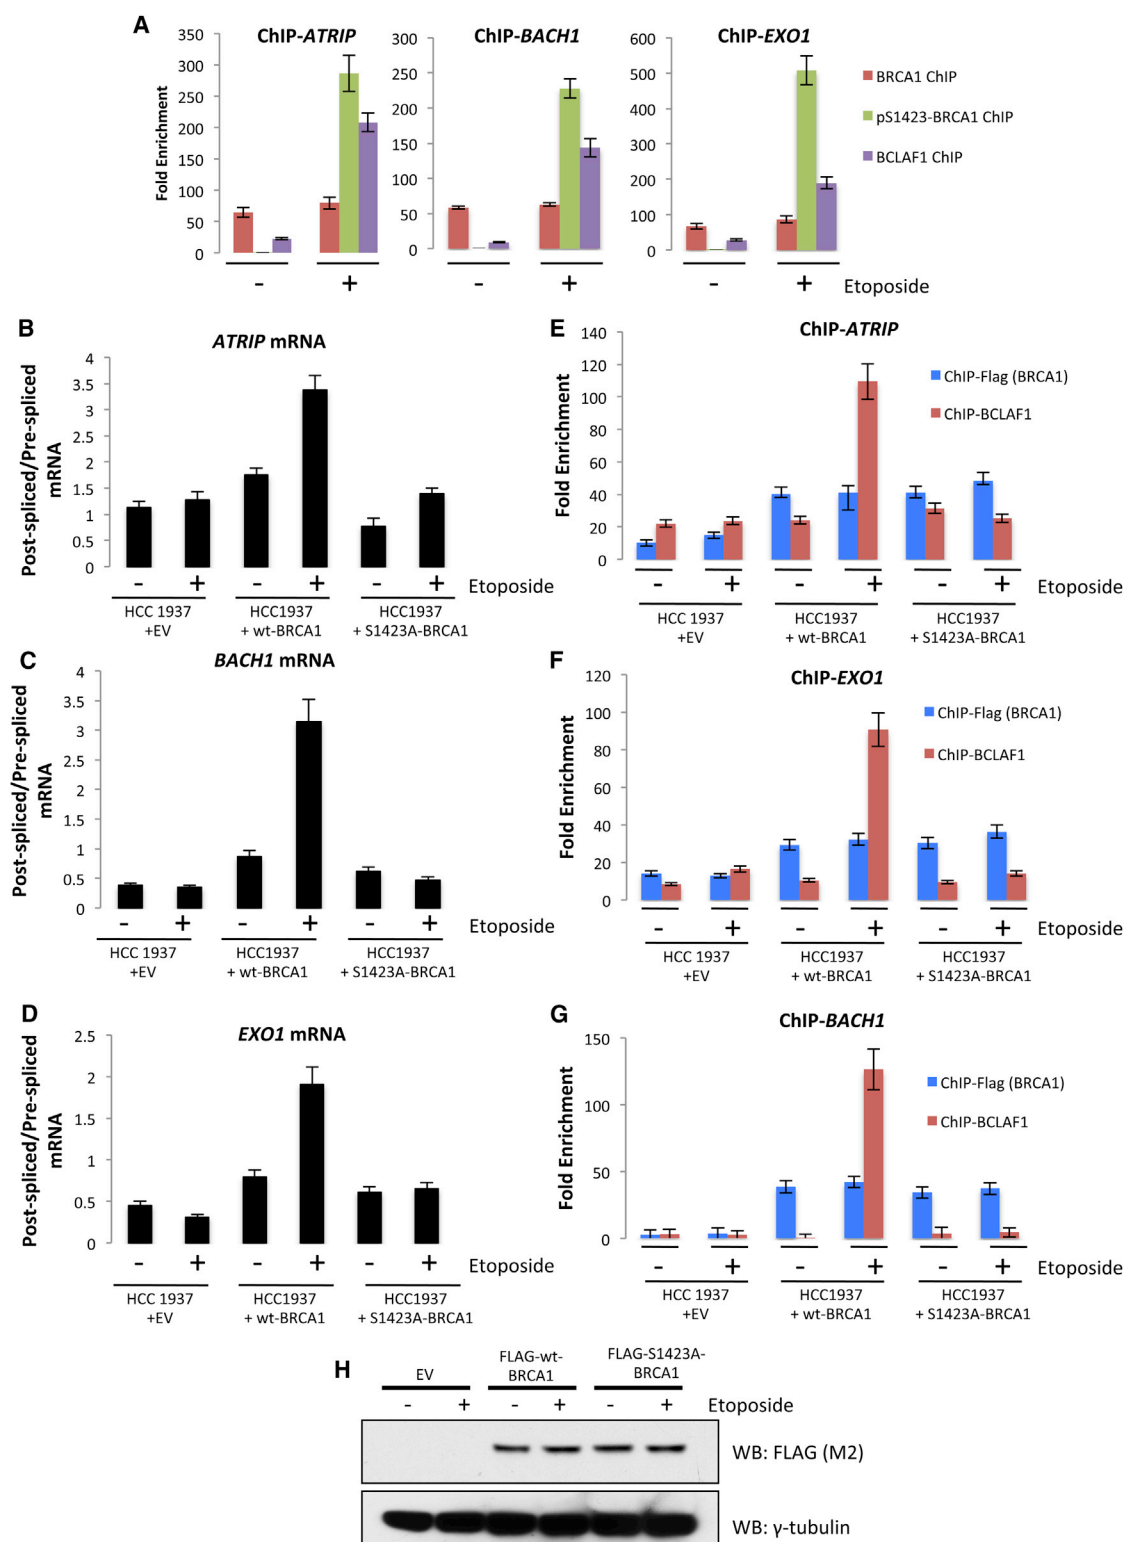 A
ChIP-ATRIP
ChIP-BACH1
ChIP-EXO1
Fold Enrichment
350
300
250
200
150
100
50
0
300
250
200
150
100
50
0
600
500
400
300
200
100
0
BRCA1 ChIP
pS1423-BRCA1 ChIP
BCLAF1 ChIP
- + - + - + Etoposide
B
ATRIP mRNA
Post-spliced/Pre-spliced
mRNA
4
3.5
3
2.5
2
1.5
1
0.5
0
- + - + - + Etoposide
HCC 1937
+EV
HCC1937
+ wt-BRCA1
HCC 1937
+ S1423A-BRCA1
E
ChIP-ATRIP
Fold Enrichment
140
120
100
80
60
40
20
0
ChIP-Flag (BRCA1)
ChIP-BCLAF1
- + - + - + Etoposide
HCC 1937
+EV
HCC1937
+ wt-BRCA1
HCC1937
+ S1423A-BRCA1
C
BACH1 mRNA
Post-spliced/Pre-spliced
mRNA
4
3.5
3
2.5
2
1.5
1
0.5
0
- + - + - + Etoposide
HCC 1937
+EV
HCC1937
+ wt-BRCA1
HCC 1937
+ S1423A-BRCA1
F
ChIP-EXO1
Fold Enrichment
120
100
80
60
40
20
0
ChIP-Flag (BRCA1)
ChIP-BCLAF1
- + - + - + Etoposide
HCC 1937
+EV
HCC1937
+ wt-BRCA1
HCC1937
+ S1423A-BRCA1
D
EXO1 mRNA
Post-spliced/Pre-spliced
mRNA
2.5
2
1.5
1
0.5
0
- + - + - + Etoposide
HCC 1937
+EV
HCC1937
+ wt-BRCA1
HCC 1937
+ S1423A-BRCA1
G
ChIP-BACH1
Fold Enrichment
150
100
50
0
ChIP-Flag (BRCA1)
ChIP-BCLAF1
- + - + - + Etoposide
HCC 1937
+EV
HCC1937
+ wt-BRCA1
HCC1937
+ S1423A-BRCA1
H
EV
FLAG-wt-
BRCA1
FLAG-S1423A-
BRCA1
- + - + - + Etoposide
WB: FLAG (M2)
WB: γ-tubulin